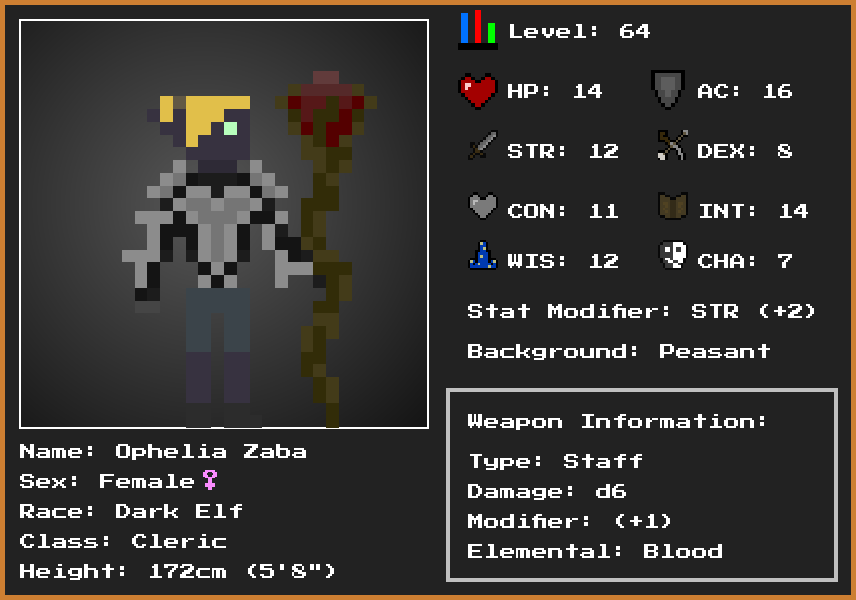 Level: 64
HP: 14
AC: 16
STR: 12
DEX: 8
CON: 11
INT: 14
WIS: 12
CHA: 7
Stat Modifier: STR (+2)
Background: Peasant
Weapon Information:
Type: Staff
Damage: d6
Modifier: (+1)
Elemental: Blood
Name: Ophelia Zaba
Sex: Female♀
Race: Dark Elf
Class: Cleric
Height: 172cm (5'8")